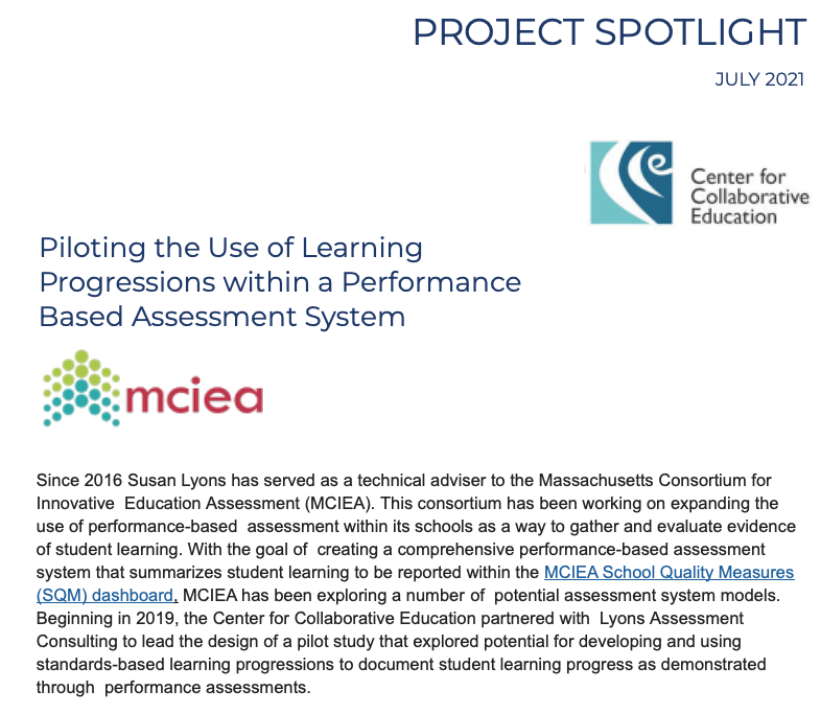 PROJECT SPOTLIGHT
JULY 2021
Center for
Collaborative
Education
Piloting the Use of Learning
Progressions within a Performance
Based Assessment System
mciea
Since 2016 Susan Lyons has served as a technical adviser to the Massachusetts Consortium for
Innovative Education Assessment (MCIEA). This consortium has been working on expanding the
use of performance-based assessment within its schools as a way to gather and evaluate evidence
of student learning. With the goal of creating a comprehensive performance-based assessment
system that summarizes student learning to be reported within the MCIEA School Quality Measures
(SQM) dashboard, MCIEA has been exploring a number of potential assessment system models.
Beginning in 2019, the Center for Collaborative Education partnered with Lyons Assessment
Consulting to lead the design of a pilot study that explored potential for developing and using
standards-based learning progressions to document student learning progress as demonstrated
through performance assessments.